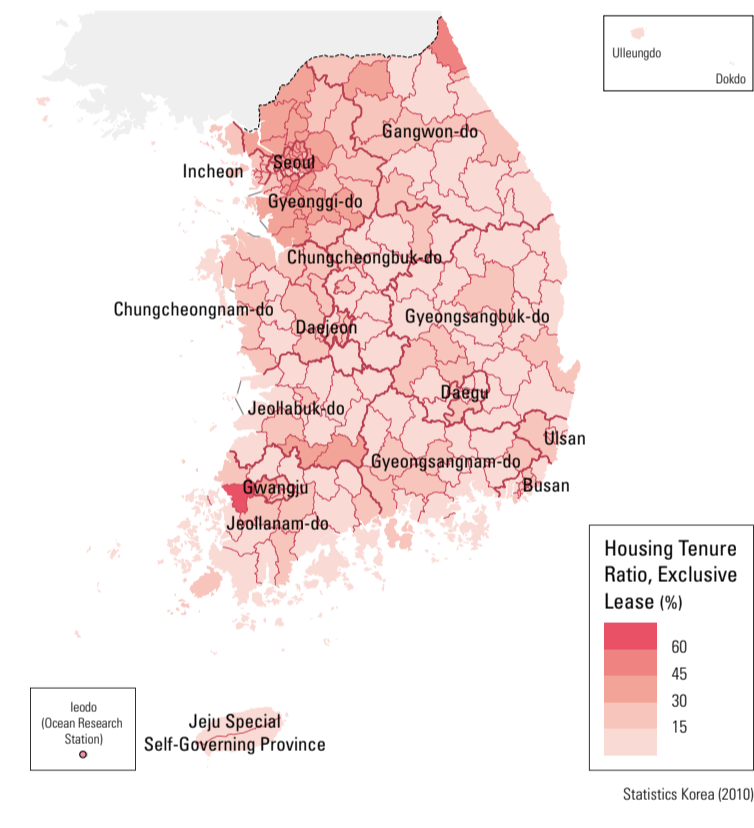 Ulleungdo
Dokdo
Gangwon-do
Incheon
Seoul
Gyeonggi-do
Chungcheongbuk-do
Chungcheongnam-do
Daejeon
Gyeongsangbuk-do
Daegu
Jeollabuk-do
Ulsan
Gyeongsangnam-do
Gwangju
Busan
Jeollanam-do
Housing Tenure
Ratio, Exclusive
Lease (%)
60
45
30
15
Ieodo
(Ocean Research
Station)
Jeju Special
Self-Governing Province
Statistics Korea (2010)